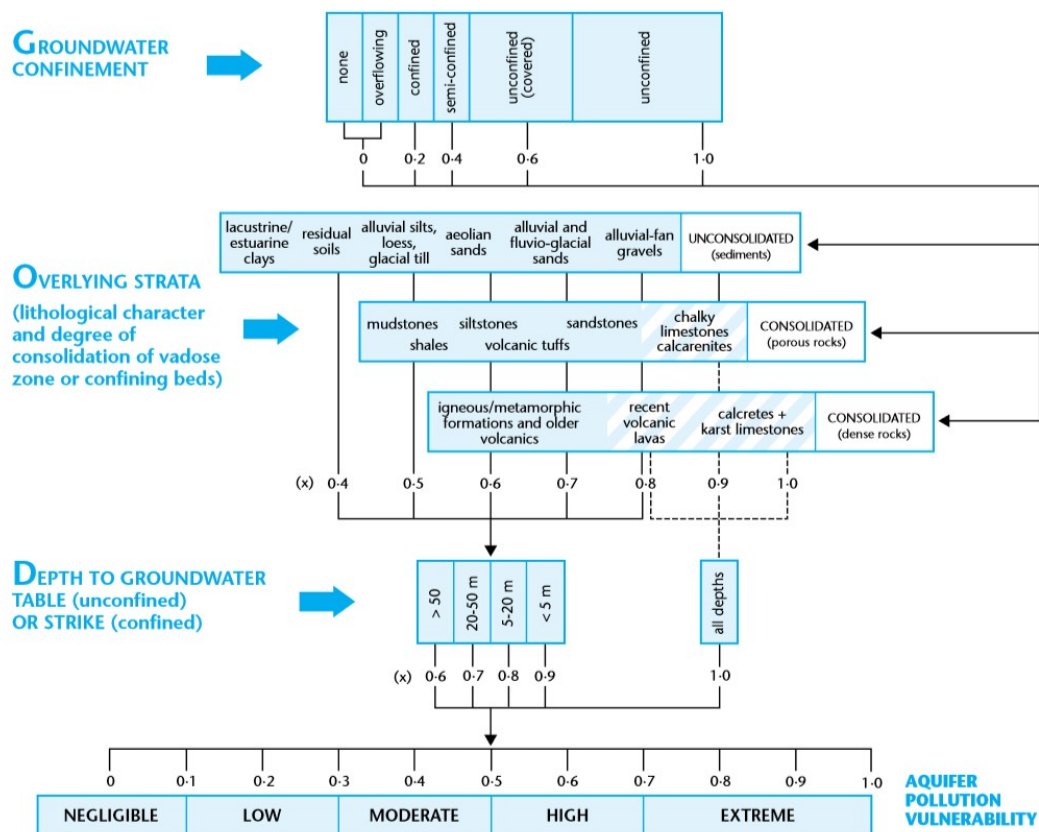 GROUNDWATER
CONFINEMENT
none
overflowing
confined
semi-confined
unconfined
(covered)
unconfined
0 0·2 0·4 0·6 1·0
OVERLYING STRATA
(lithological character
and degree of
consolidation of vadose
zone or confining beds)
lacustrine/
estuarine
clays
residual
soils
alluvial silts,
loess,
glacial till
aeolian
sands
alluvial and
fluvio-glacial
sands
alluvial-fan
gravels
UNCONSOLIDATED
(sediments)
mudstones
shales
siltstones
volcanic tuffs
sandstones
chalky
limestones
calcarenites
CONSOLIDATED
(porous rocks)
igneous/metamorphic
formations and older
volcanics
recent
volcanic
lavas
calcretes +
karst limestones
CONSOLIDATED
(dense rocks)
(x) 0·4 0·5 0·6 0·7 0·8 0·9 1·0
DEPTH TO GROUNDWATER
TABLE (unconfined)
OR STRIKE (confined)
> 50
20-50 m
5-20 m
< 5 m
all depths
(x) 0·6 0·7 0·8 0·9 1·0
0 0·1 0·2 0·3 0·4 0·5 0·6 0·7 0·8 0·9 1·0
NEGLIGIBLE LOW MODERATE HIGH EXTREME
AQUIFER
POLLUTION
VULNERABILITY